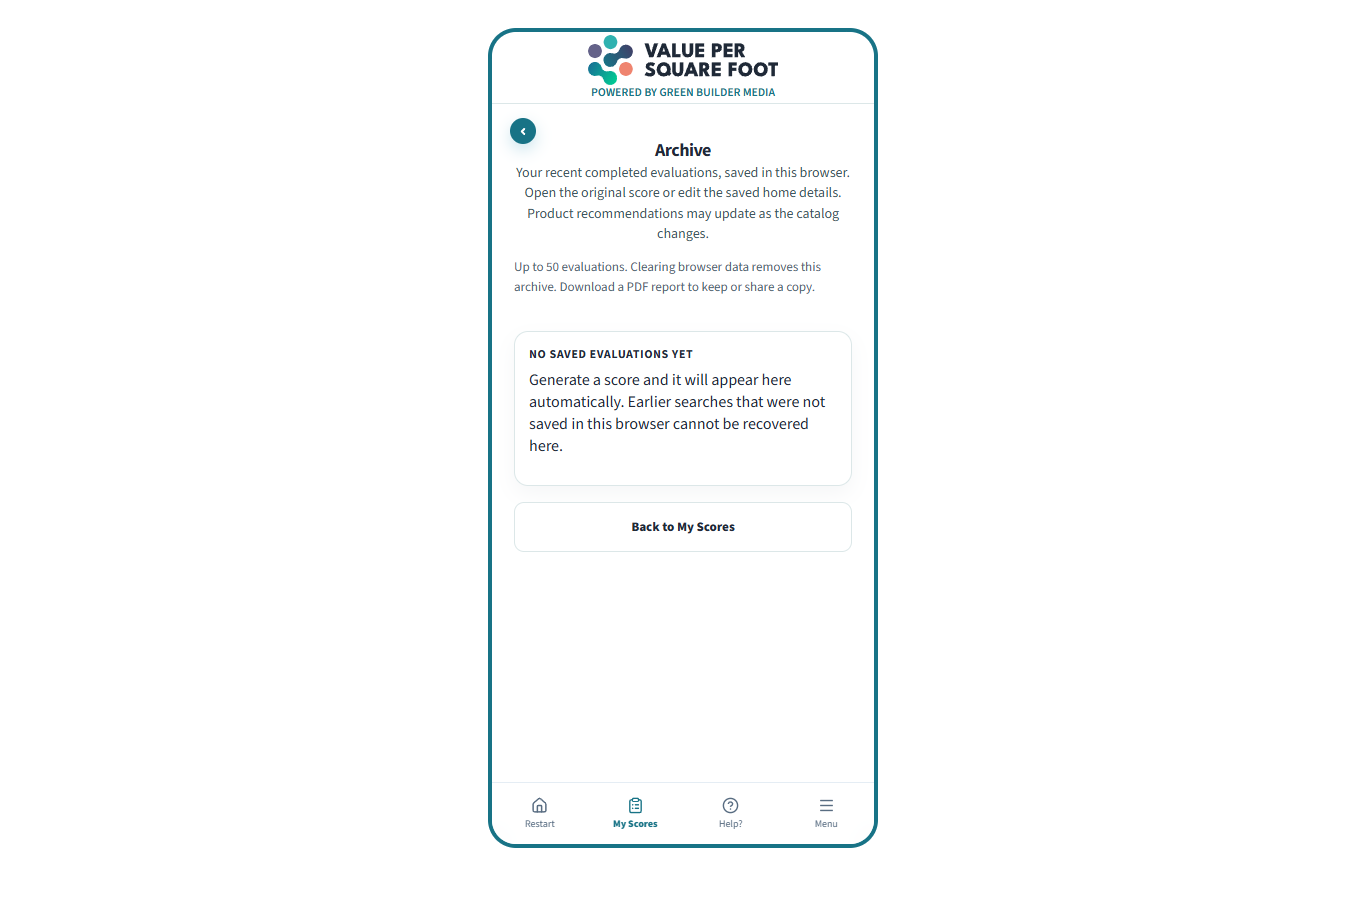 VALUE PER
SQUARE FOOT
POWERED BY GREEN BUILDER MEDIA
Archive
Your recent completed evaluations, saved in this browser.
Open the original score or edit the saved home details.
Product recommendations may update as the catalog
changes.
Up to 50 evaluations. Clearing browser data removes this
archive. Download a PDF report to keep or share a copy.
NO SAVED EVALUATIONS YET
Generate a score and it will appear here
automatically. Earlier searches that were not
saved in this browser cannot be recovered
here.
Back to My Scores
Restart
My Scores
Help?
Menu